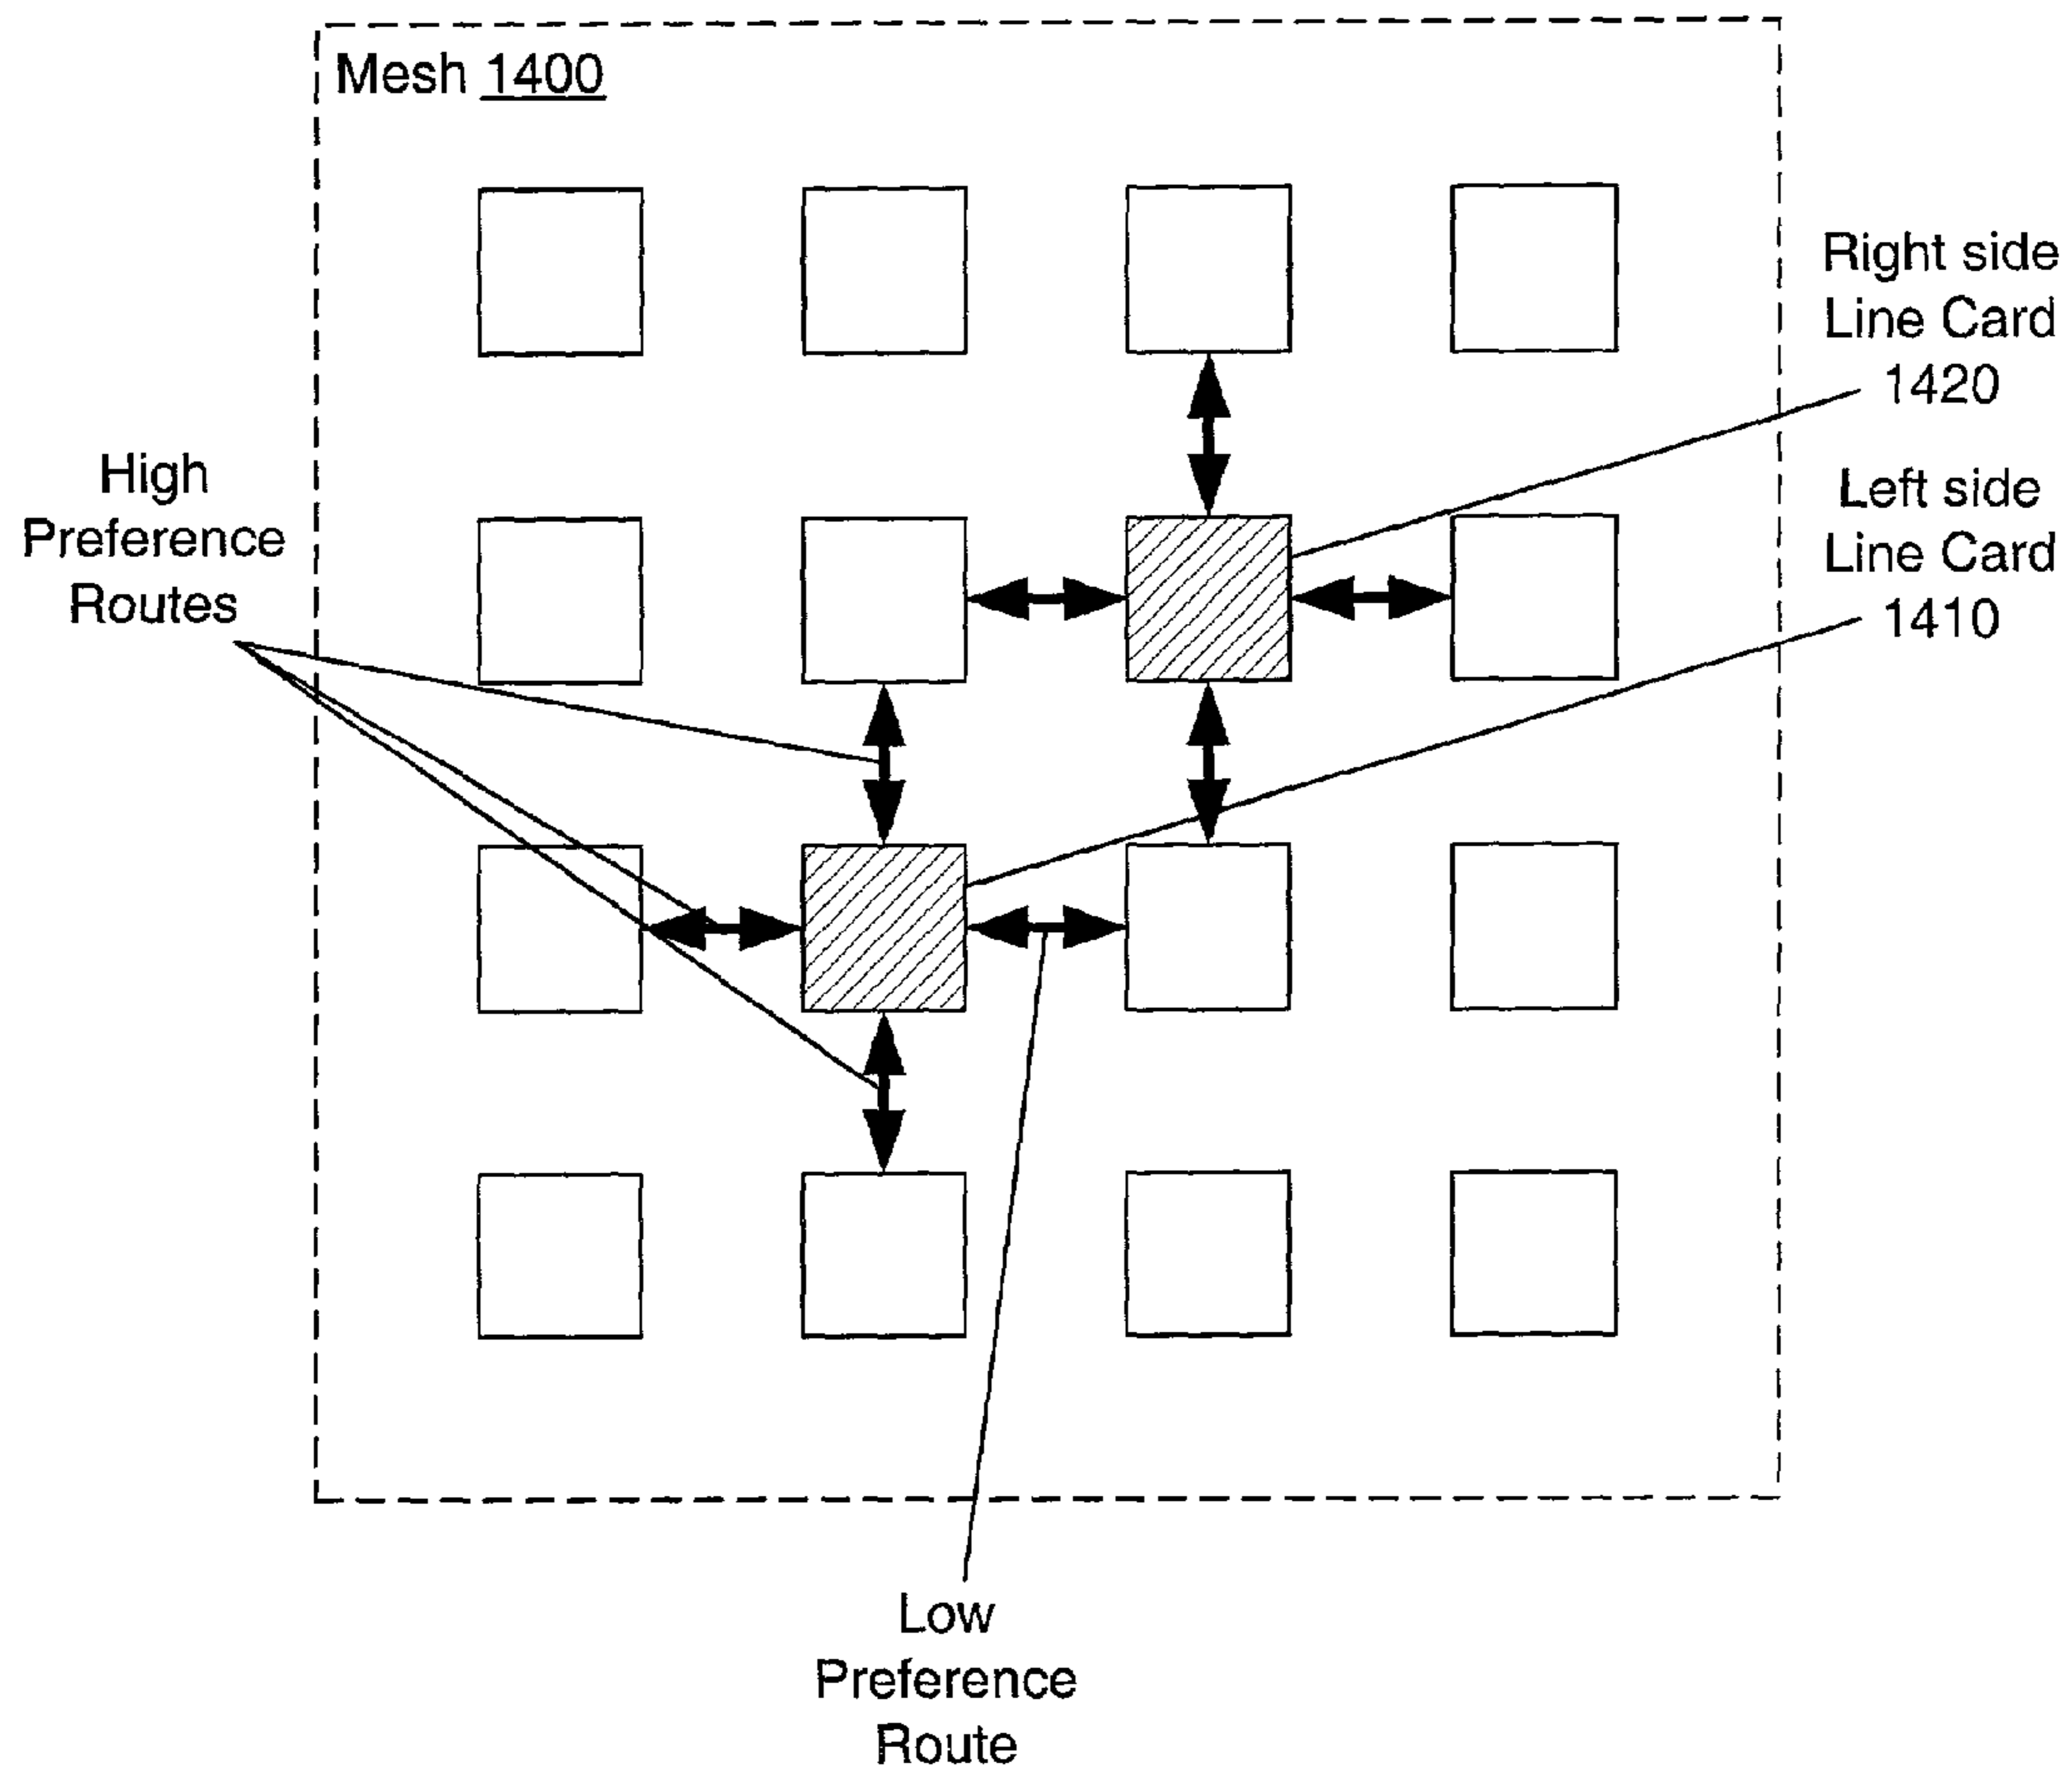 Mesh 1400
Right side
Line Card
1420
High
Preference
Routes
Left side
Line Card
1410
Low
Preference
Route